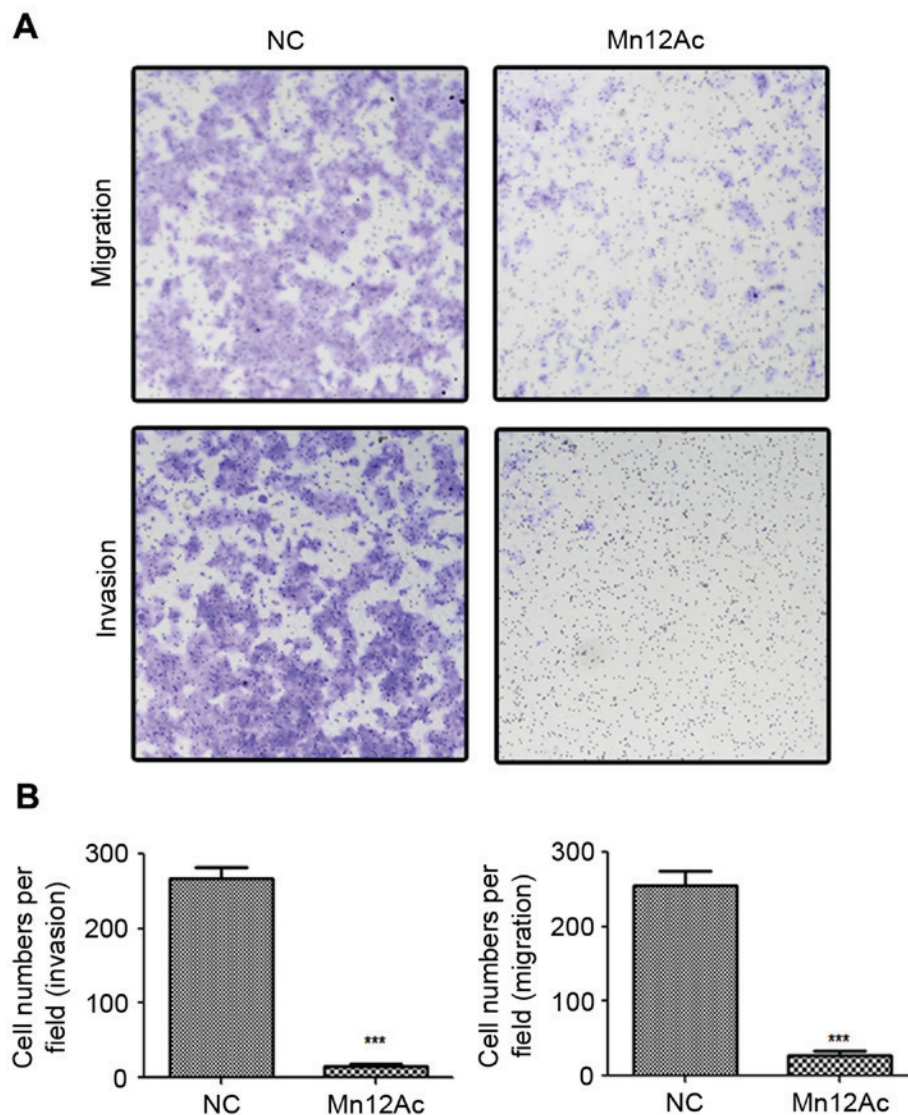 A
NC
Mn12Ac
Migration
Invasion
B
Cell numbers per
field (invasion)
300
200
100
0
***
NC
Mn12Ac
Cell numbers per
field (migration)
300
200
100
0
***
NC
Mn12Ac